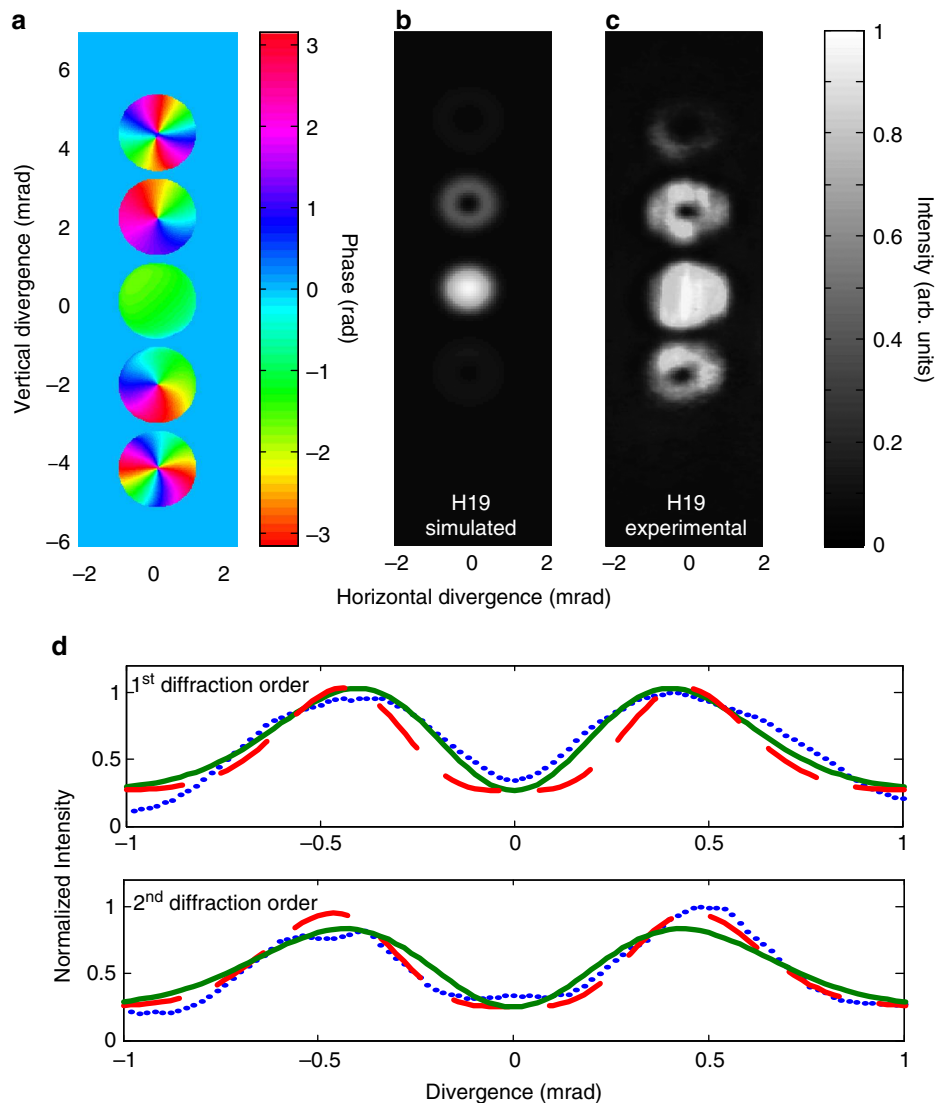 a
b
c
6
4
2
0
−2
−4
−6
Vertical divergence (mrad)
−2
0
2
3
2
1
0
−1
−2
−3
Phase (rad)
H19
simulated
−2
0
2
H19
experimental
−2
0
2
1
0.8
0.6
0.4
0.2
0
Intensity
(arb. units)
Horizontal divergence (mrad)
d
1st diffraction order
1
0.5
0
−1
−0.5
0
0.5
1
Normalized Intensity
2nd diffraction order
1
0.5
0
−1
−0.5
0
0.5
1
Divergence (mrad)